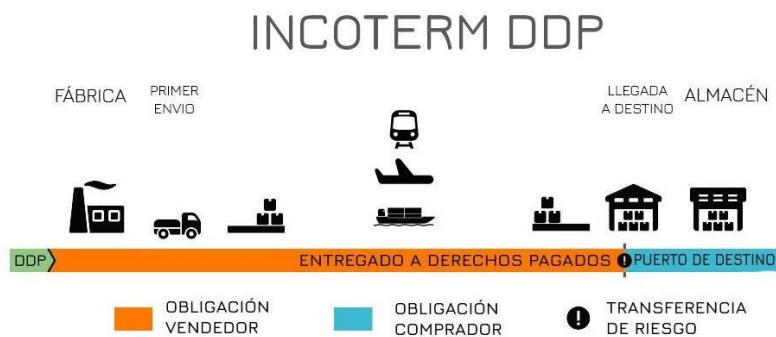 INCOTERM DDP
FÁBRICA
PRIMER
ENVIO
LLEGADA
A DESTINO
ALMACÉN
DDP
ENTREGADO A DERECHOS PAGADOS
PUERTO DE DESTINO
OBLIGACIÓN
VENDEDOR
OBLIGACIÓN
COMPRADOR
TRANSFERENCIA
DE RIESGO